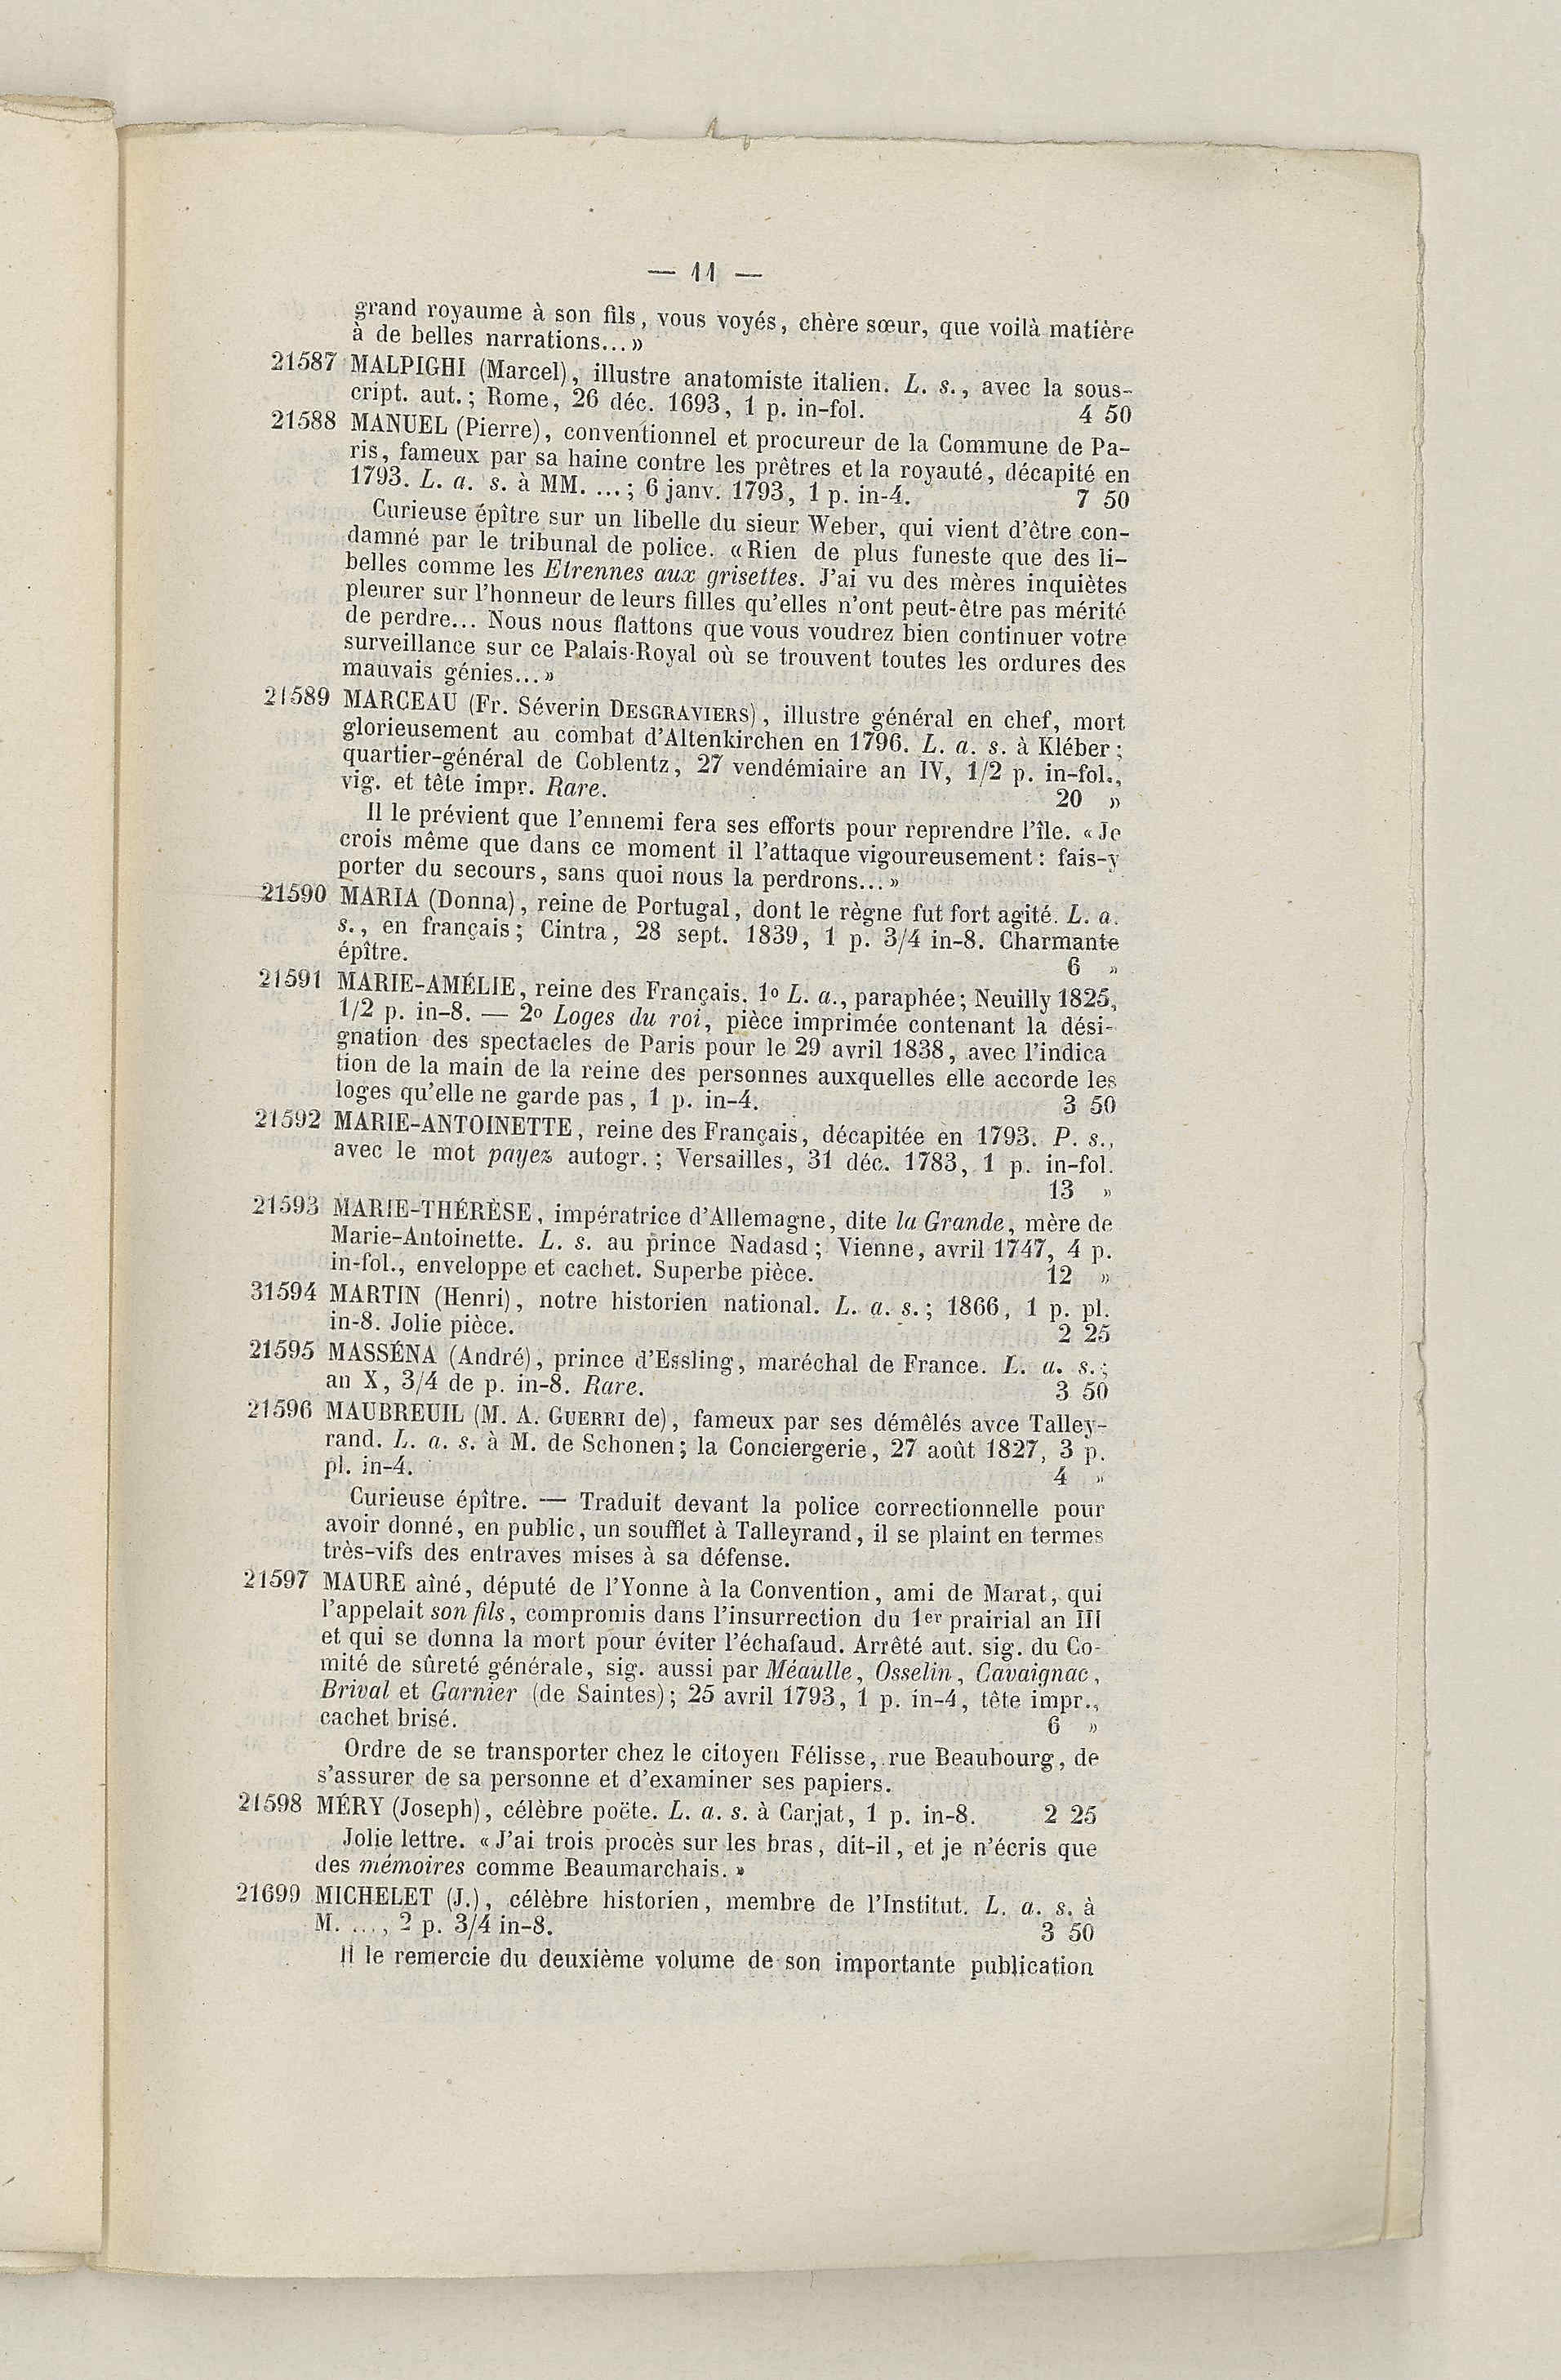 — 11 —
grand royaume à son fils, vous voyés, chère sœur, que voilà matière
à de belles narrations... »
21587 MALPIGHI (Marcel), illustre anatomiste italien. L. s., avec la sous-
cript. aut.; Rome, 26 déc. 1693, 1 p. in-fol. 4 50
21588 MANUEL (Pierre), conventionnel et procureur de la Commune de Pa-
ris, fameux par sa haine contre les prêtres et la royauté, décapité en
1793. L. a. s. à MM. ...; 6 janv. 1793, 1 p. in-4. 7 50
Curieuse épître sur un libelle du sieur Weber, qui vient d'être con-
damné par le tribunal de police. « Rien de plus funeste que des li-
belles comme les Etrennes aux grisettes. J'ai vu des mères inquiètes
pleurer sur l'honneur de leurs filles qu'elles n'ont peut-être pas mérité
de perdre... Nous nous flattons que vous voudrez bien continuer votre
surveillance sur ce Palais-Royal où se trouvent toutes les ordures des
mauvais génies... »
21589 MARCEAU (Fr. Séverin DESGRAVIERS), illustre général en chef, mort
glorieusement au combat d'Altenkirchen en 1796. L. a. s. à Kléber;
quartier-général de Coblentz, 27 vendémiaire an IV, 1/2 p. in-fol.,
vig. et tête impr. Rare. 20 »
Il le prévient que l'ennemi fera ses efforts pour reprendre l'île. « Je
crois même que dans ce moment il l'attaque vigoureusement: fais-y
porter du secours, sans quoi nous la perdrons... »
21590 MARIA (Donna), reine de Portugal, dont le règne fut fort agité. L. a.
s., en français; Cintra, 28 sept. 1839, 1 p. 3/4 in-8. Charmante
épître. 6 »
21591 MARIE-AMÉLIE, reine des Français. 1o L. a., paraphée; Neuilly 1825,
1/2 p. in-8. — 2o Loges du roi, pièce imprimée contenant la dési-
gnation des spectacles de Paris pour le 29 avril 1838, avec l'indica
tion de la main de la reine des personnes auxquelles elle accorde les
loges qu'elle ne garde pas, 1 p. in-4. 3 50
21592 MARIE-ANTOINETTE, reine des Français, décapitée en 1793. P. s.,
avec le mot payez autogr.; Versailles, 31 déc. 1783, 1 p. in-fol.
13 »
21593 MARIE-THÉRÈSE, impératrice d'Allemagne, dite la Grande, mère de
Marie-Antoinette. L. s. au prince Nadasd; Vienne, avril 1747, 4 p.
in-fol., enveloppe et cachet. Superbe pièce. 12 »
31594 MARTIN (Henri), notre historien national. L. a. s.; 1866, 1 p. pl.
in-8. Jolie pièce. 2 25
21595 MASSÉNA (André), prince d'Essling, maréchal de France. L. a. s.;
an X, 3/4 de p. in-8. Rare. 3 50
21596 MAUBREUIL (M. A. GUERRI de), fameux par ses démêlés avce Talley-
rand. L. a. s. à M. de Schonen; la Conciergerie, 27 août 1827, 3 p.
pl. in-4. 4 »
Curieuse épître. — Traduit devant la police correctionnelle pour
avoir donné, en public, un soufflet à Talleyrand, il se plaint en termes
très-vifs des entraves mises à sa défense.
21597 MAURE aîné, député de l'Yonne à la Convention, ami de Marat, qui
l'appelait son fils, compromis dans l'insurrection du 1er prairial an III
et qui se donna la mort pour éviter l'échafaud. Arrêté aut. sig. du Co-
mité de sûreté générale, sig. aussi par Méaulle, Osselin, Cavaignac,
Brival et Garnier (de Saintes); 25 avril 1793, 1 p. in-4, tête impr.,
cachet brisé. 6 »
Ordre de se transporter chez le citoyen Félisse, rue Beaubourg, de
s'assurer de sa personne et d'examiner ses papiers.
21598 MÉRY (Joseph), célèbre poëte. L. a. s. à Carjat, 1 p. in-8. 2 25
Jolie lettre. « J'ai trois procès sur les bras, dit-il, et je n'écris que
des mémoires comme Beaumarchais. »
21699 MICHELET (J.), célèbre historien, membre de l'Institut. L. a. s. à
M. ..., 2 p. 3/4 in-8. 3 50
Il le remercie du deuxième volume de son importante publication